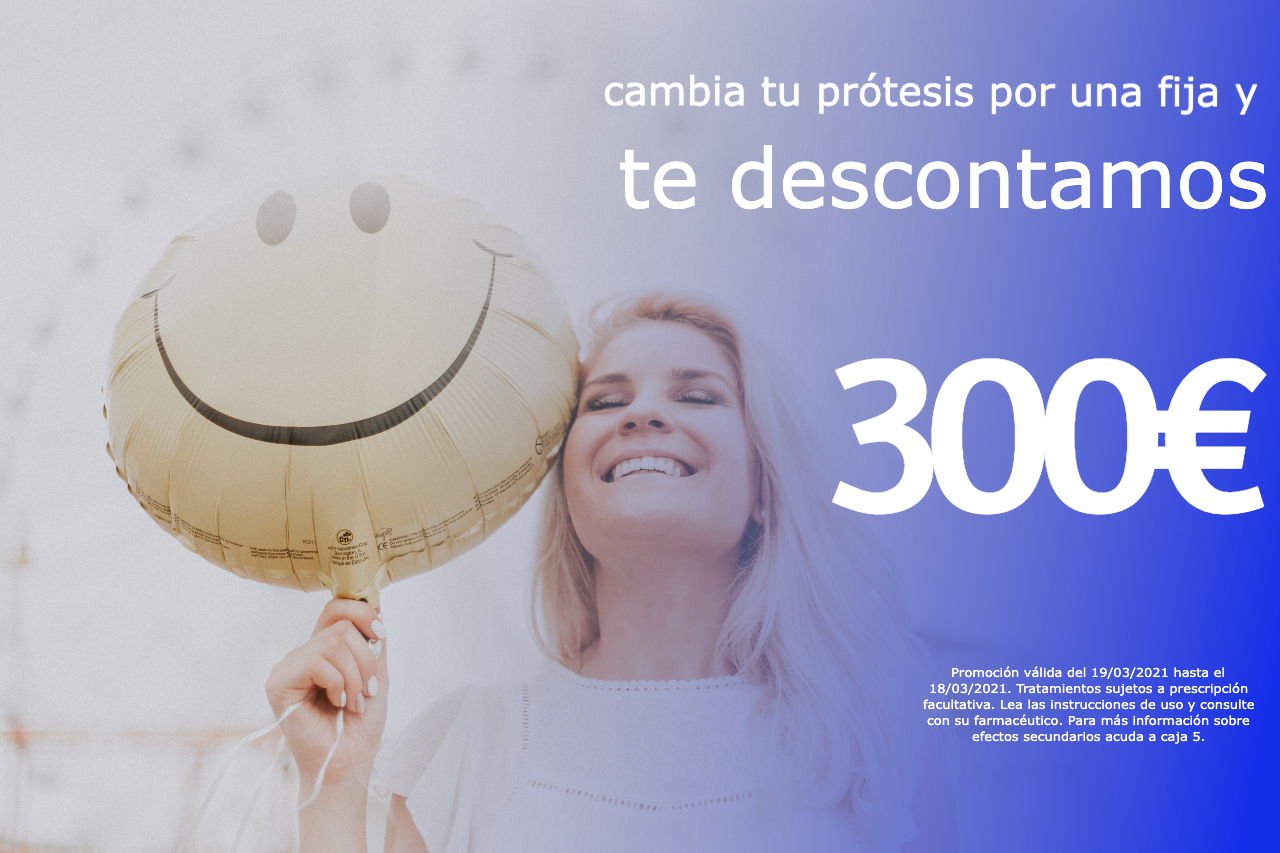 cambia tu prótesis por una fija y
te descontamos
300€
Promoción válida del 19/03/2021 hasta el
18/03/2021. Tratamientos sujetos a prescripción
facultativa. Lea las instrucciones de uso y consulte
con su farmacéutico. Para más información sobre
efectos secundarios acuda a caja 5.
CTI
CE